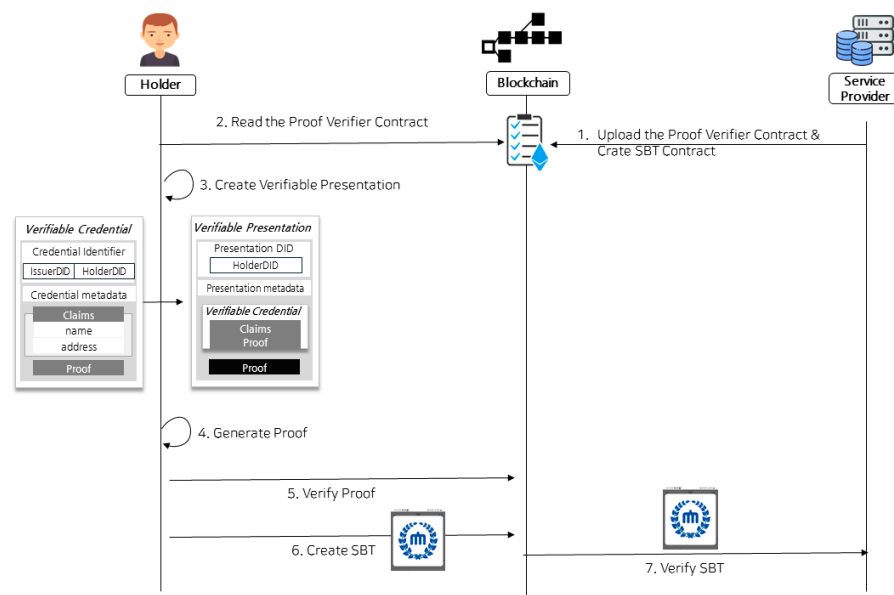 Holder
Blockchain
Service
Provider
2. Read the Proof Verifier Contract
1. Upload the Proof Verifier Contract &
Crate SBT Contract
3. Create Verifiable Presentation
Verifiable Credential
Credential Identifier
IssuerDID HolderDID
Credential metadata
Claims
name
address
Proof
Verifiable Presentation
Presentation DID
HolderDID
Presentation metadata
Verifiable Credential
Claims
Proof
Proof
4. Generate Proof
5. Verify Proof
6. Create SBT
7. Verify SBT